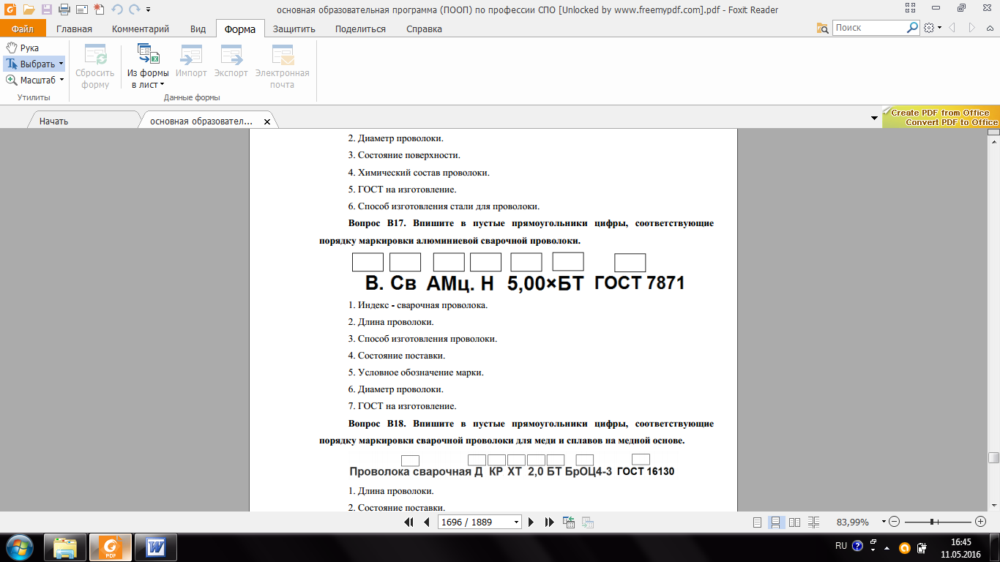 основная образовательная программа (ПООП) по профессии СПО [Unlocked by www.freemypdf.com].pdf - Foxit Reader
Файл Главная Комментарий Вид Форма Защитить Поделиться Справка Поиск
Рука
Выбрать
Масштаб
Утилиты
Сбросить форму
Из формы в лист
Импорт
Экспорт
Электронная почта
Данные формы
Начать
основная образовател...
Create PDF from Office
Convert PDF to Office
2. Диаметр проволоки.
3. Состояние поверхности.
4. Химический состав проволоки.
5. ГОСТ на изготовление.
6. Способ изготовления стали для проволоки.
Вопрос В17. Впишите в пустые прямоугольники цифры, соответствующие
порядку маркировки алюминиевой сварочной проволоки.
В. Св АМц. Н 5,00×БТ ГОСТ 7871
1. Индекс - сварочная проволока.
2. Длина проволоки.
3. Способ изготовления проволоки.
4. Состояние поставки.
5. Условное обозначение марки.
6. Диаметр проволоки.
7. ГОСТ на изготовление.
Вопрос В18. Впишите в пустые прямоугольники цифры, соответствующие
порядку маркировки сварочной проволоки для меди и сплавов на медной основе.
Проволока сварочная Д КР ХТ 2,0 БТ БрОЦ4-3 ГОСТ 16130
1. Длина проволоки.
2. Состояние поставки.
1696 / 1889
83,99%
PDF
RU
16:45
11.05.2016